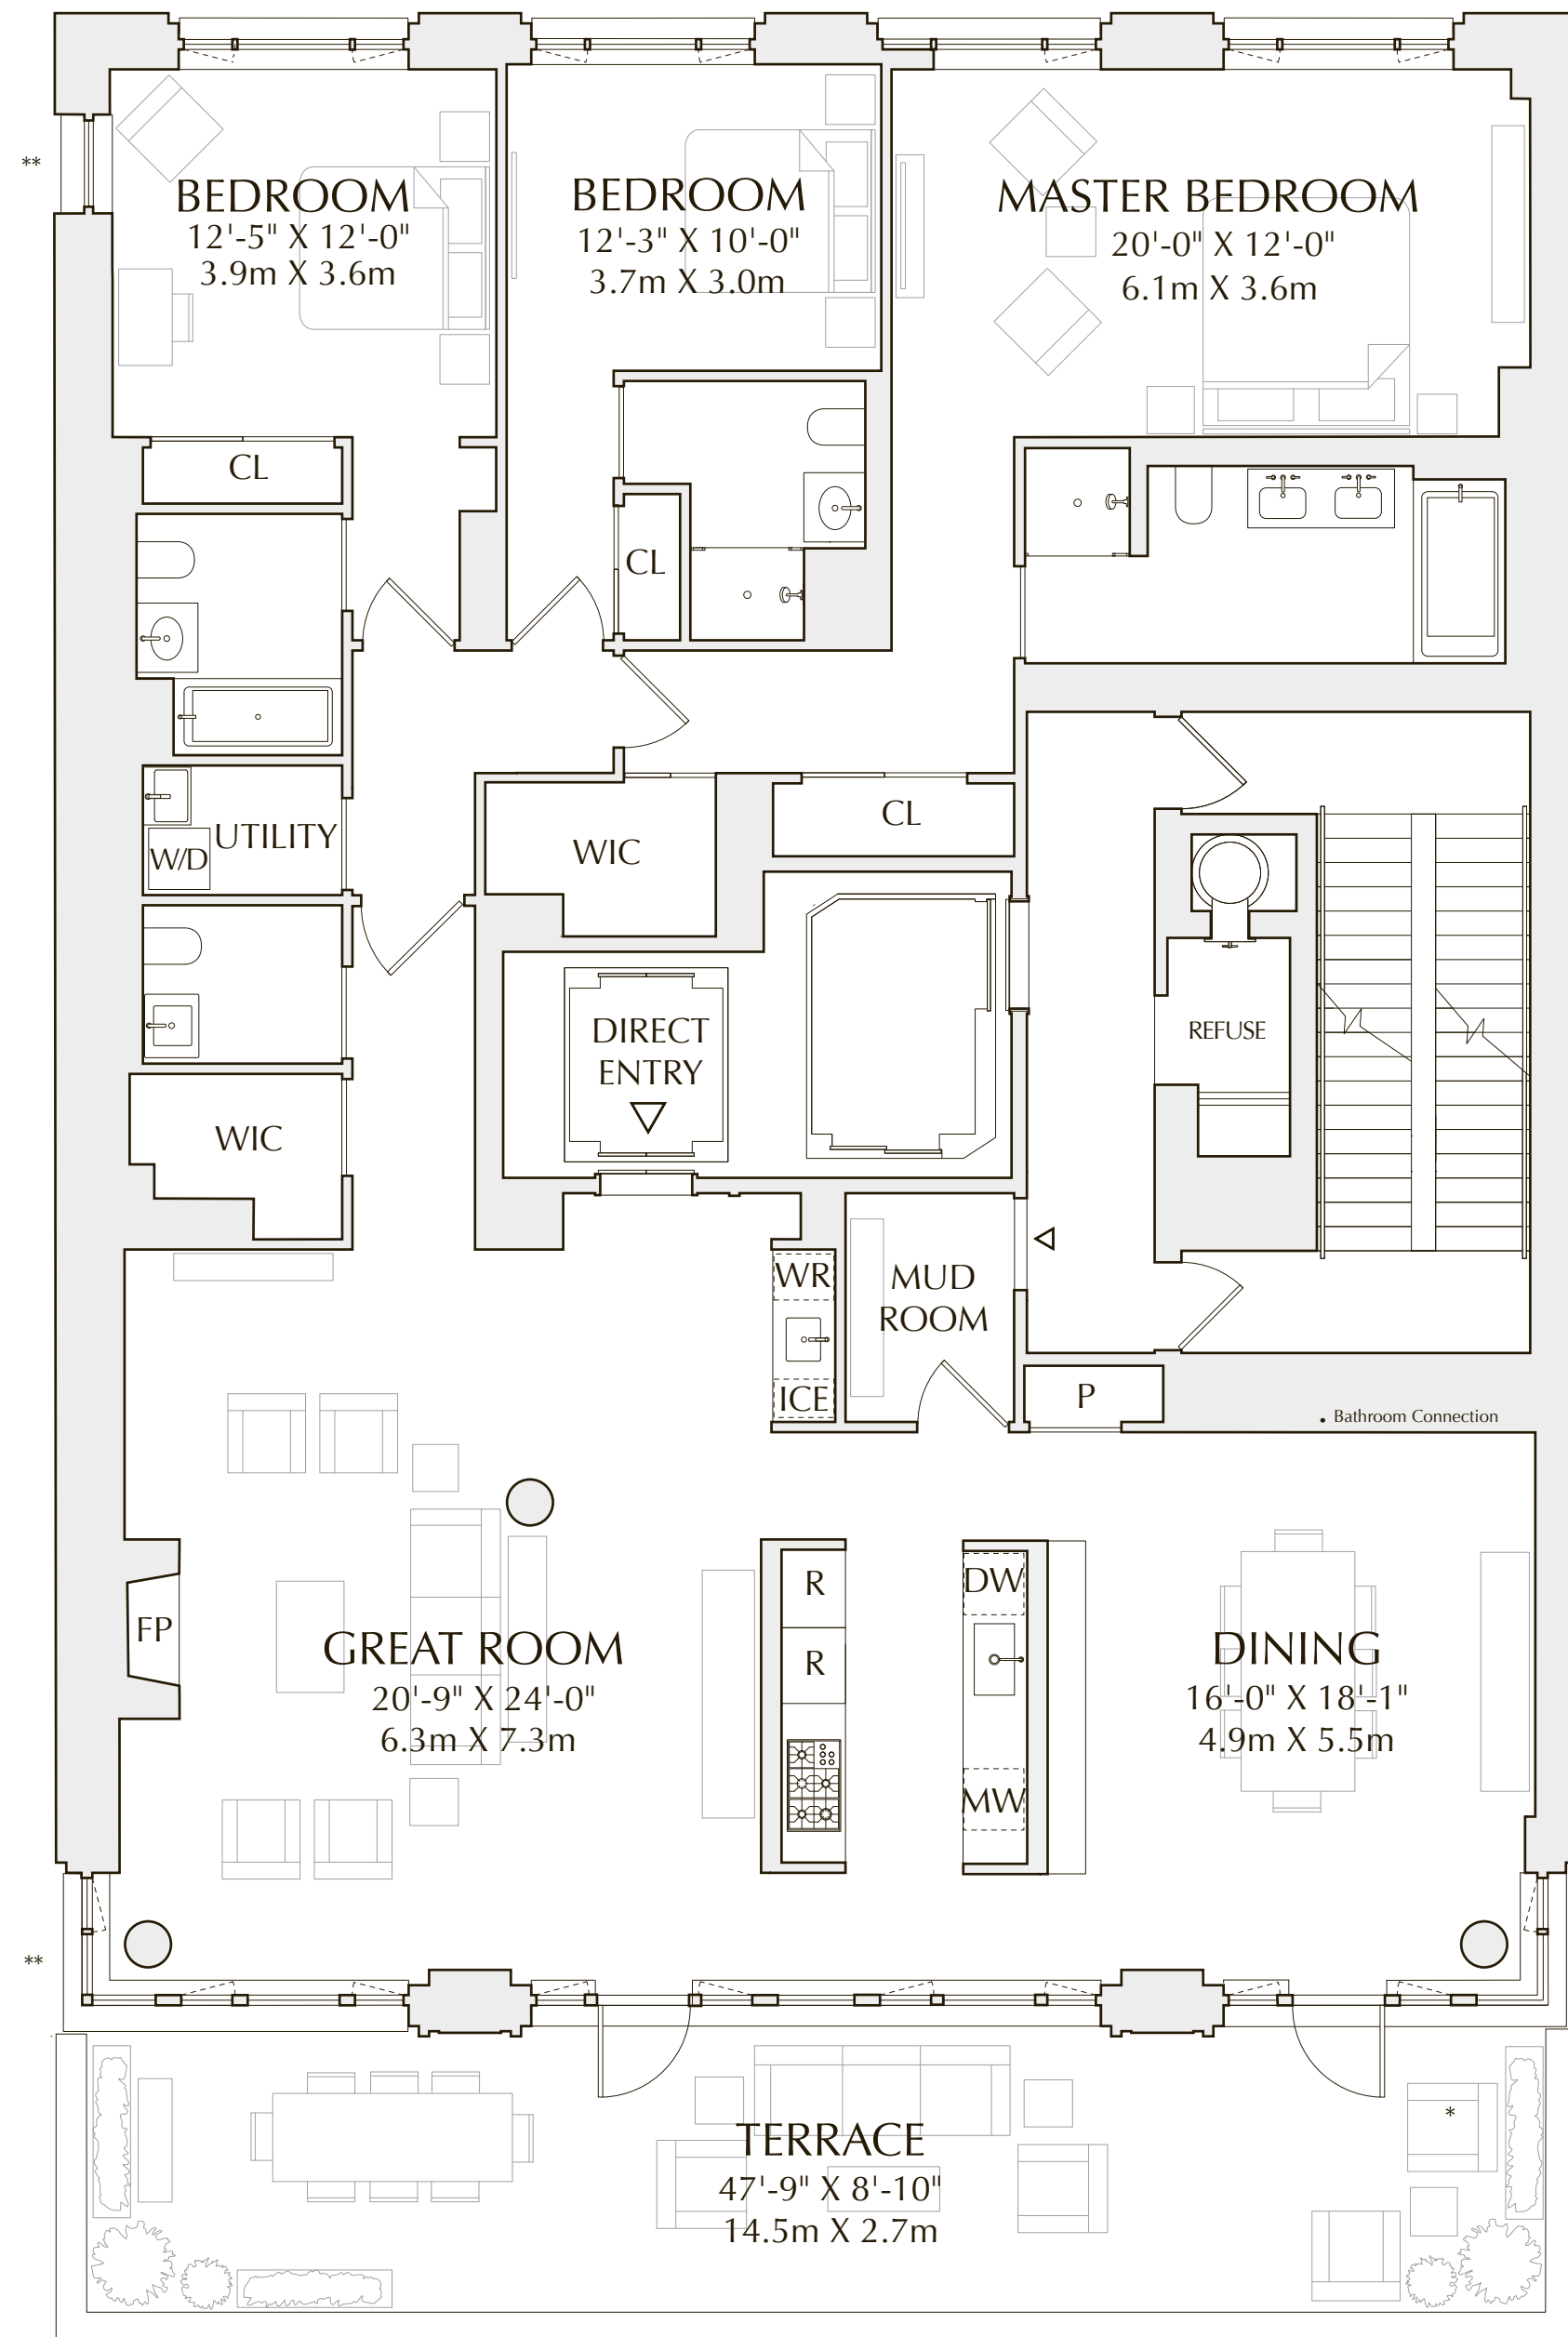 **
BEDROOM
12'-5" X 12'-0"
3.9m X 3.6m
BEDROOM
12'-3" X 10'-0"
3.7m X 3.0m
MASTER BEDROOM
20'-0" X 12'-0"
6.1m X 3.6m
CL
CL
CL
UTILITY
W/D
WIC
DIRECT
ENTRY
REFUSE
WIC
WR
ICE
MUD
ROOM
P
Bathroom Connection
FP
GREAT ROOM
20'-9" X 24'-0"
6.3m X 7.3m
R
R
DW
MW
DINING
16'-0" X 18'-1"
4.9m X 5.5m
**
TERRACE
47'-9" X 8'-10"
14.5m X 2.7m
*